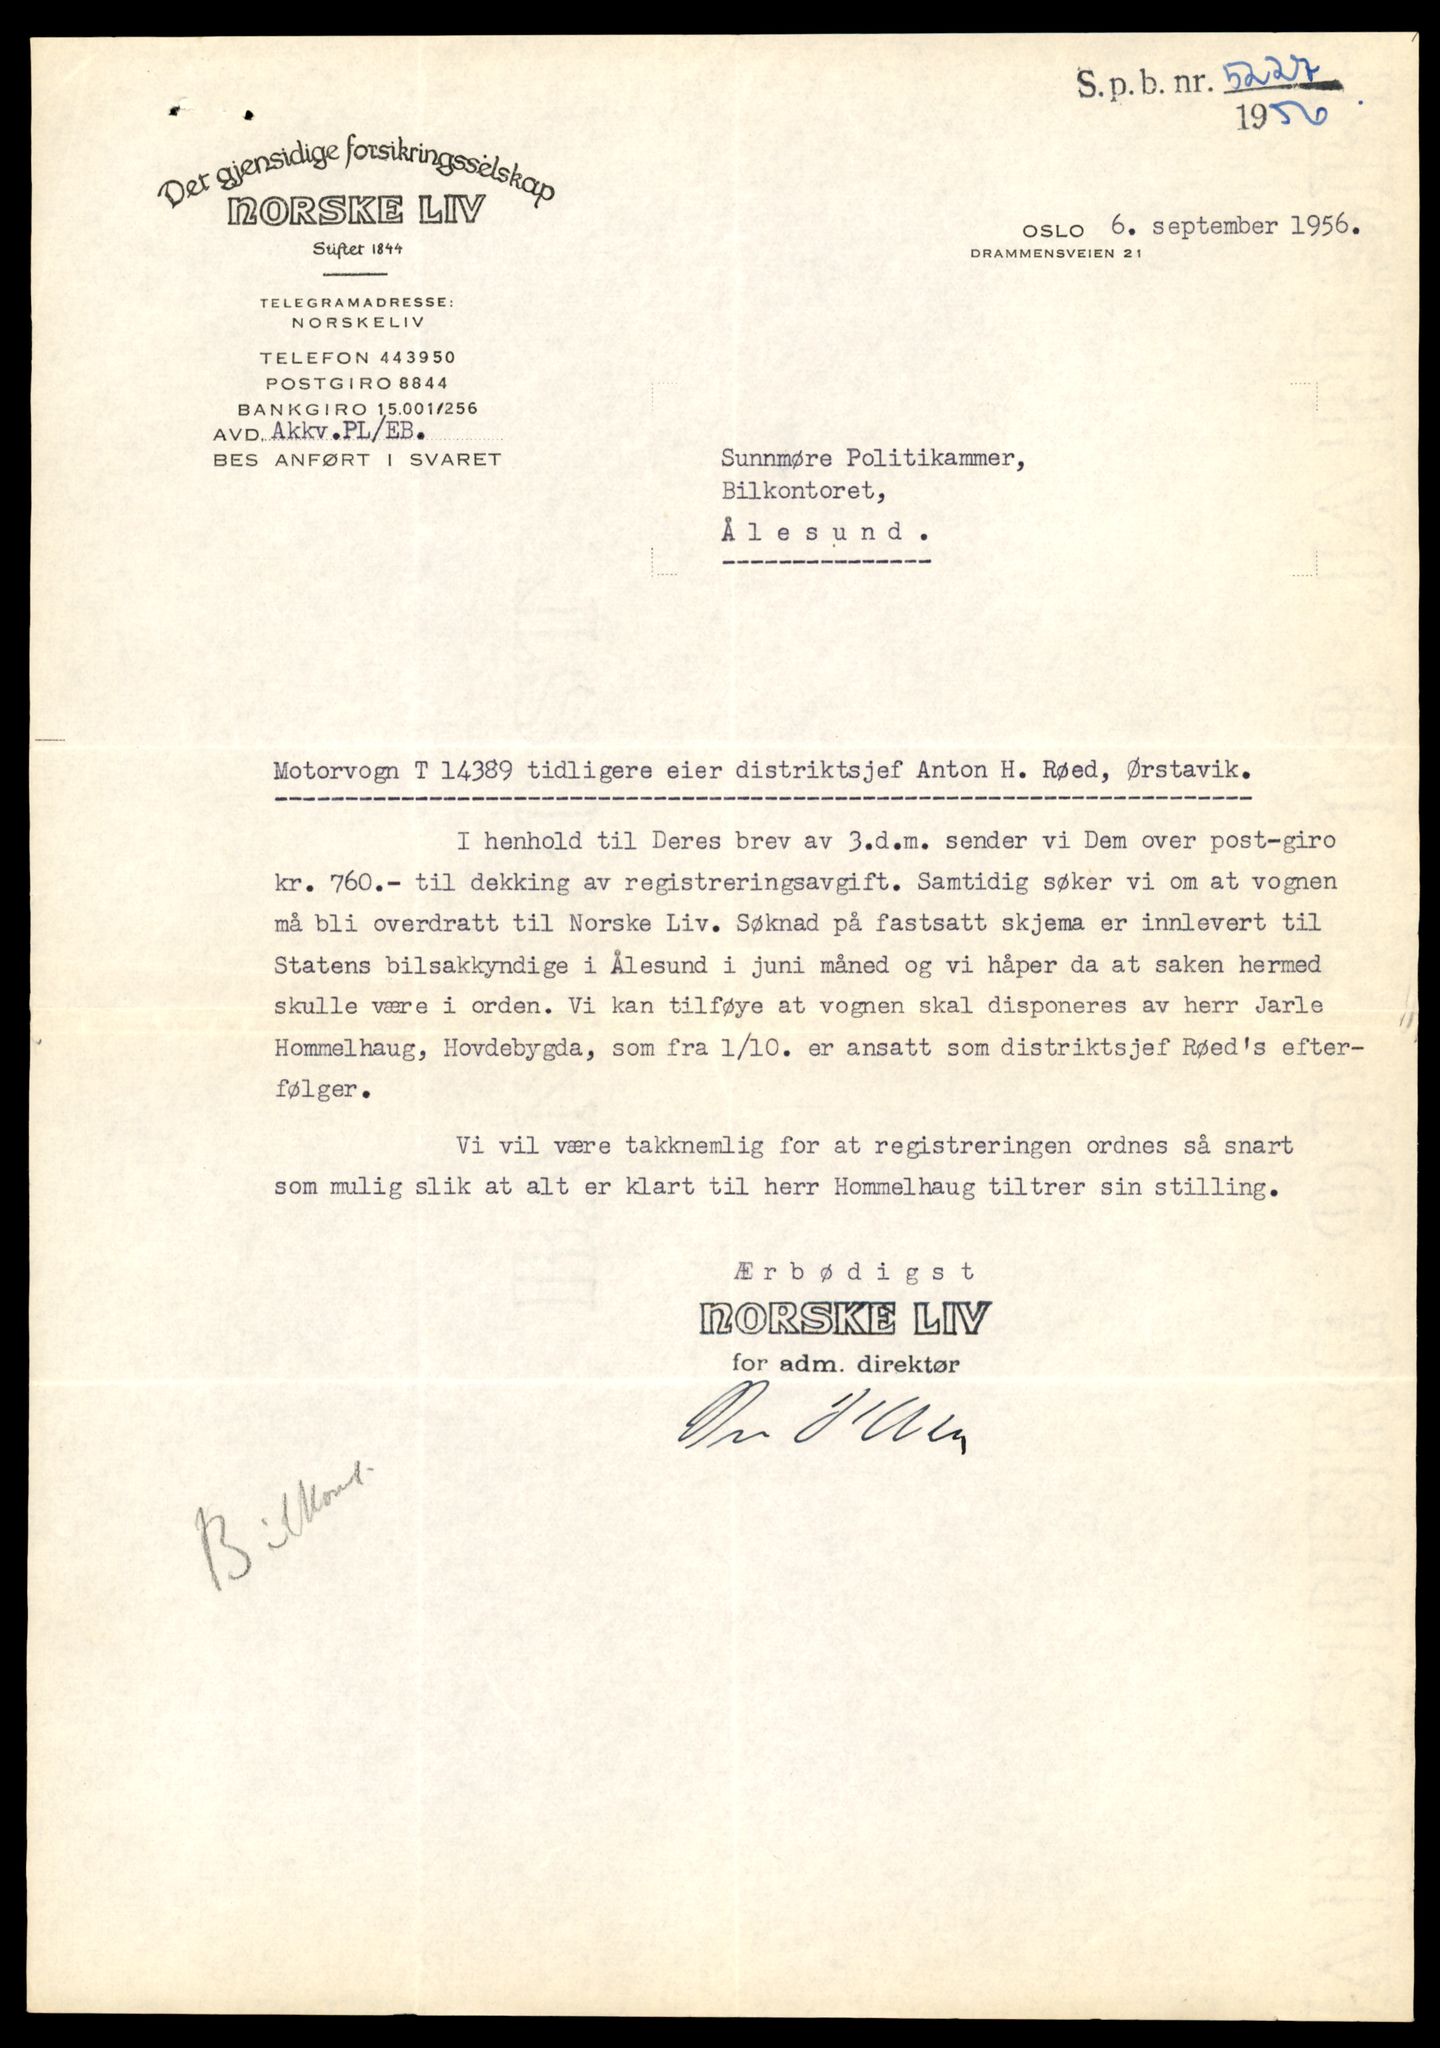 S.p.b. nr. 5227
1956
Det gjensidige forsikringsselskap
NORSKE LIV
Stiftet 1844
OSLO 6. september 1956.
DRAMMENSVEIEN 21
TELEGRAMADRESSE:
NORSKELIV
TELEFON 443950
POSTGIRO 8844
BANKGIRO 15.001/256
AVD. Akkv.PL/EB.
BES ANFØRT I SVARET
Sunnmøre Politikammer,
Bilkontoret,
Ålesund.
Motorvogn T 14389 tidligere eier distriktsjef Anton H. Røed, Ørstavik.
I henhold til Deres brev av 3.d.m. sender vi Dem over post-giro
kr. 760.- til dekking av registreringsavgift. Samtidig søker vi om at vognen
må bli overdratt til Norske Liv. Søknad på fastsatt skjema er innlevert til
Statens bilsakkyndige i Ålesund i juni måned og vi håper da at saken hermed
skulle være i orden. Vi kan tilføye at vognen skal disponeres av herr Jarle
Hommelhaug, Hovdebygda, som fra 1/10. er ansatt som distriktsjef Røed's efter-
følger.
Vi vil være takknemlig for at registreringen ordnes så snart
som mulig slik at alt er klart til herr Hommelhaug tiltrer sin stilling.
Ærbødigst
NORSKE LIV
for adm. direktør
Bilkont.